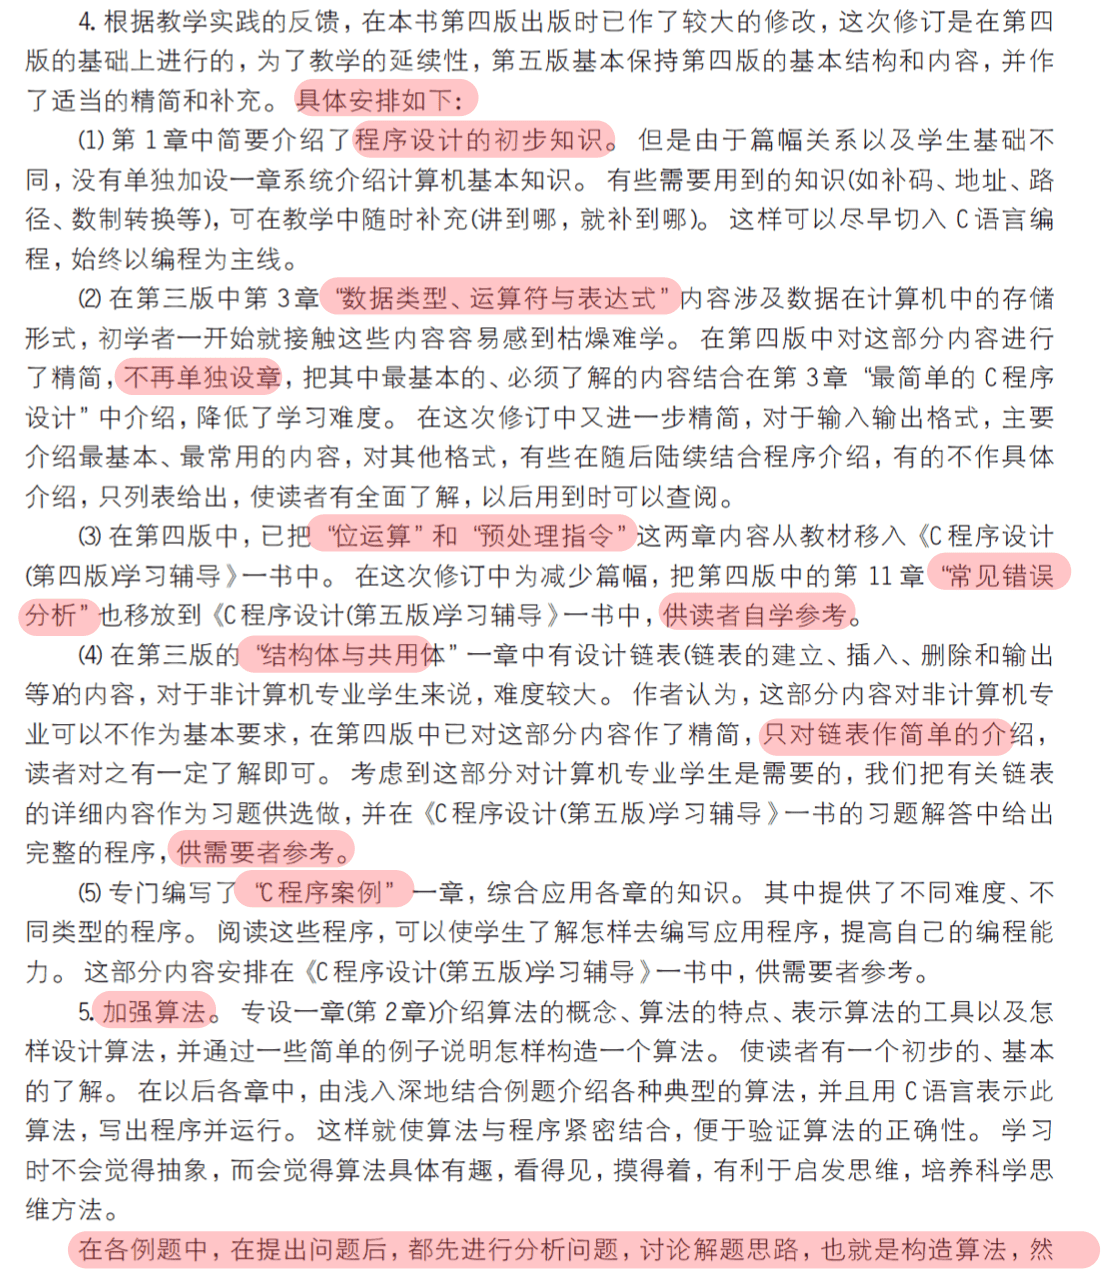 4. 根据教学实践的反馈，在本书第四版出版时已作了较大的修改，这次修订是在第四
版的基础上进行的，为了教学的延续性，第五版基本保持第四版的基本结构和内容，并作
了适当的精简和补充。 具体安排如下：
(1) 第 1 章中简要介绍了程序设计的初步知识。 但是由于篇幅关系以及学生基础不
同，没有单独加设一章系统介绍计算机基本知识。 有些需要用到的知识(如补码、地址、路
径、数制转换等)，可在教学中随时补充(讲到哪，就补到哪)。 这样可以尽早切入 C 语言编
程，始终以编程为主线。
(2) 在第三版中第 3 章“数据类型、运算符与表达式”内容涉及数据在计算机中的存储
形式，初学者一开始就接触这些内容容易感到枯燥难学。 在第四版中对这部分内容进行
了精简，不再单独设章，把其中最基本的、必须了解的内容结合在第 3 章“最简单的 C 程序
设计”中介绍，降低了学习难度。 在这次修订中又进一步精简，对于输入输出格式，主要
介绍最基本、最常用的内容，对其他格式，有些在随后陆续结合程序介绍，有的不作具体
介绍，只列表给出，使读者有全面了解，以后用到时可以查阅。
(3) 在第四版中，已把“位运算”和“预处理指令”这两章内容从教材移入《C 程序设计
(第四版)学习辅导》一书中。 在这次修订中为减少篇幅，把第四版中的第 11 章“常见错误
分析”也移放到《C 程序设计(第五版)学习辅导》一书中，供读者自学参考。
(4) 在第三版的“结构体与共用体”一章中有设计链表(链表的建立、插入、删除和输出
等)的内容，对于非计算机专业学生来说，难度较大。 作者认为，这部分内容对非计算机专
业可以不作为基本要求，在第四版中已对这部分内容作了精简，只对链表作简单的介绍，
读者对之有一定了解即可。 考虑到这部分对计算机专业学生是需要的，我们把有关链表
的详细内容作为习题供选做，并在《C 程序设计(第五版)学习辅导》一书的习题解答中给出
完整的程序，供需要者参考。
(5) 专门编写了“C 程序案例”一章，综合应用各章的知识。 其中提供了不同难度、不
同类型的程序。 阅读这些程序，可以使学生了解怎样去编写应用程序，提高自己的编程能
力。 这部分内容安排在《C 程序设计(第五版)学习辅导》一书中，供需要者参考。
5. 加强算法。 专设一章(第 2 章)介绍算法的概念、算法的特点、表示算法的工具以及怎
样设计算法，并通过一些简单的例子说明怎样构造一个算法。 使读者有一个初步的、基本
的了解。 在以后各章中，由浅入深地结合例题介绍各种典型的算法，并且用 C 语言表示此
算法，写出程序并运行。 这样就使算法与程序紧密结合，便于验证算法的正确性。 学习
时不会觉得抽象，而会觉得算法具体有趣，看得见，摸得着，有利于启发思维，培养科学思
维方法。
在各例题中，在提出问题后，都先进行分析问题，讨论解题思路，也就是构造算法，然